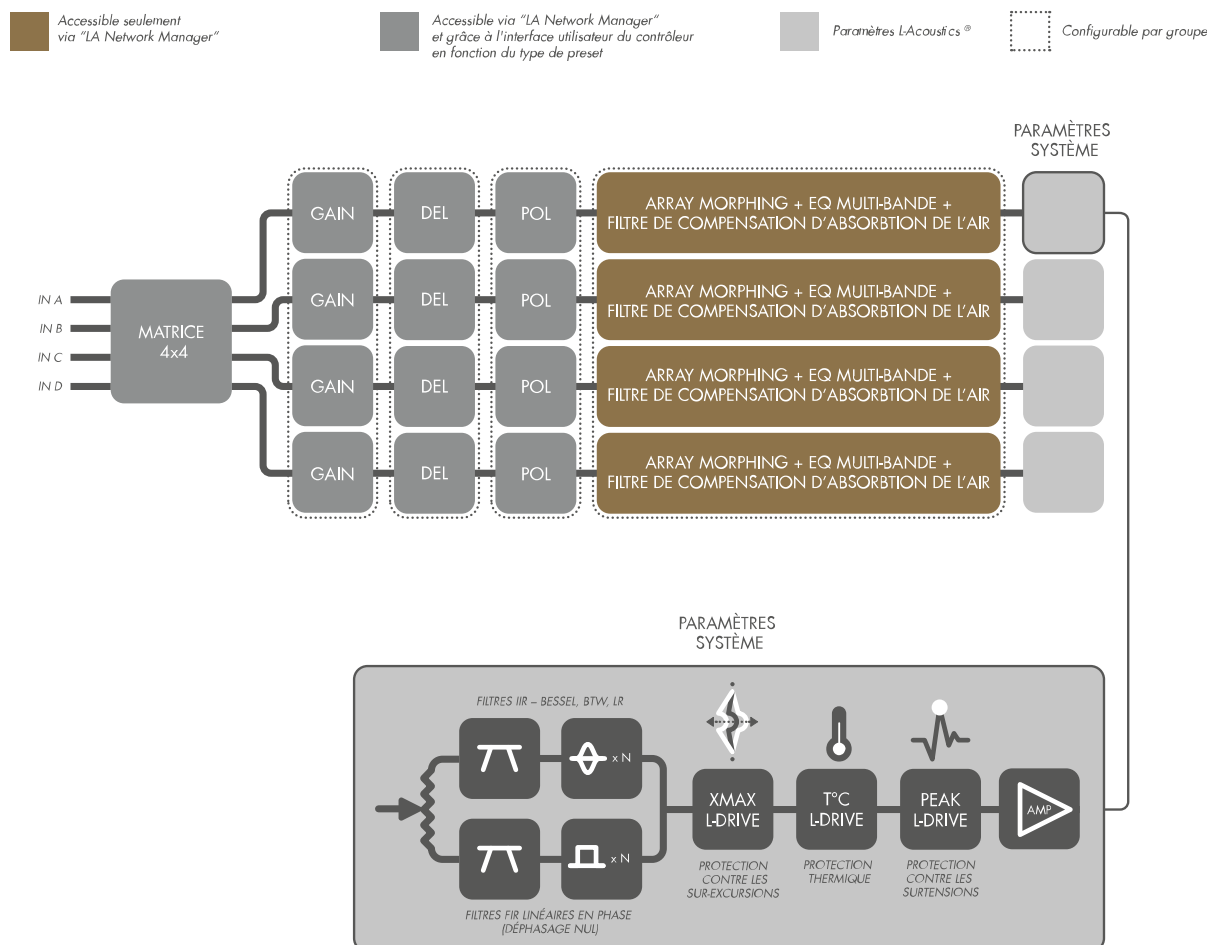 Accessible seulement
via "LA Network Manager"
Accessible via "LA Network Manager"
et grâce à l'interface utilisateur du contrôleur
en fonction du type de preset
Paramètres L-Acoustics ®
Configurable par groupe
PARAMÈTRES
SYSTÈME
IN A
IN B
IN C
IN D
MATRICE
4x4
GAIN
DEL
POL
ARRAY MORPHING + EQ MULTI-BANDE +
FILTRE DE COMPENSATION D'ABSORBTION DE L'AIR
GAIN
DEL
POL
ARRAY MORPHING + EQ MULTI-BANDE +
FILTRE DE COMPENSATION D'ABSORBTION DE L'AIR
GAIN
DEL
POL
ARRAY MORPHING + EQ MULTI-BANDE +
FILTRE DE COMPENSATION D'ABSORBTION DE L'AIR
GAIN
DEL
POL
ARRAY MORPHING + EQ MULTI-BANDE +
FILTRE DE COMPENSATION D'ABSORBTION DE L'AIR
PARAMÈTRES
SYSTÈME
FILTRES IIR – BESSEL, BTW, LR
x N
x N
FILTRES FIR LINÉAIRES EN PHASE
(DÉPHASAGE NUL)
XMAX
L-DRIVE
PROTECTION
CONTRE LES
SUR-EXCURSIONS
T°C
L-DRIVE
PROTECTION
THERMIQUE
PEAK
L-DRIVE
PROTECTION
CONTRE LES
SURTENSIONS
AMP